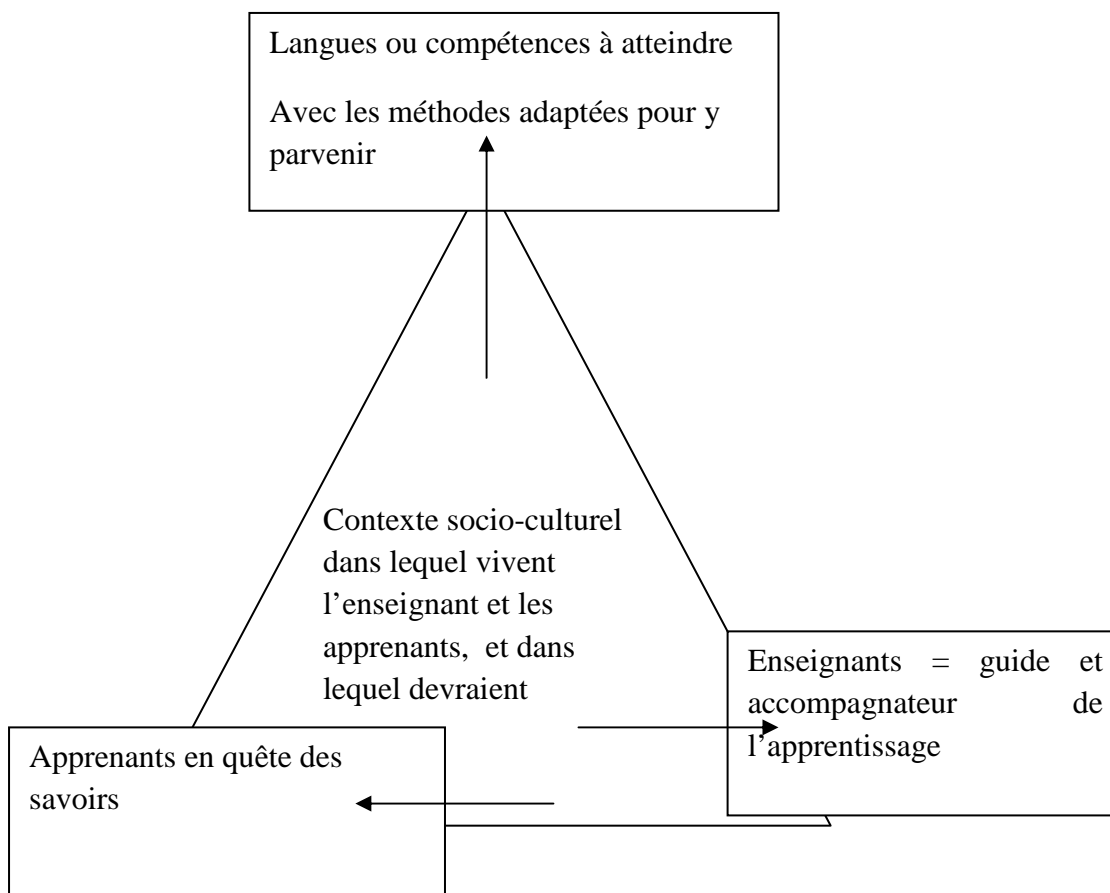 Langues ou compétences à atteindre
Avec les méthodes adaptées pour y
parvenir
Contexte socio-culturel
dans lequel vivent
l’enseignant et les
apprenants, et dans
lequel devraient
Enseignants = guide et
accompagnateur de
l’apprentissage
Apprenants en quête des
savoirs